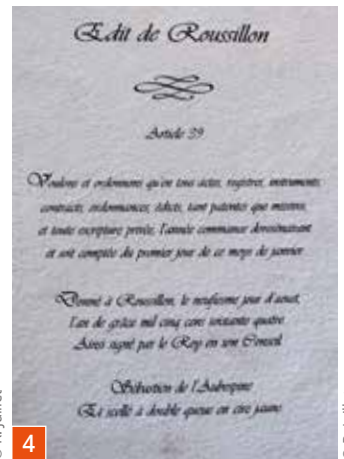 Edit de Roussillon
Article 39
Voulons et ordonnons qu'en tous actes, registres, instruments,
contracts, ordonnances, édicts, tant patentes que missives,
et toute escripture privée, l'année commance doresénavant
et soit comptée du premier jour de ce moys de janvier
Donné à Roussillon, le neufiesme jour d'aoust,
l'an de grâce mil cinq cens soixante quatre
Ainsi signé par le Roy en son Conseil
Sébastien de l'Aubespine
Et scellé à double queue en cire jaune
4